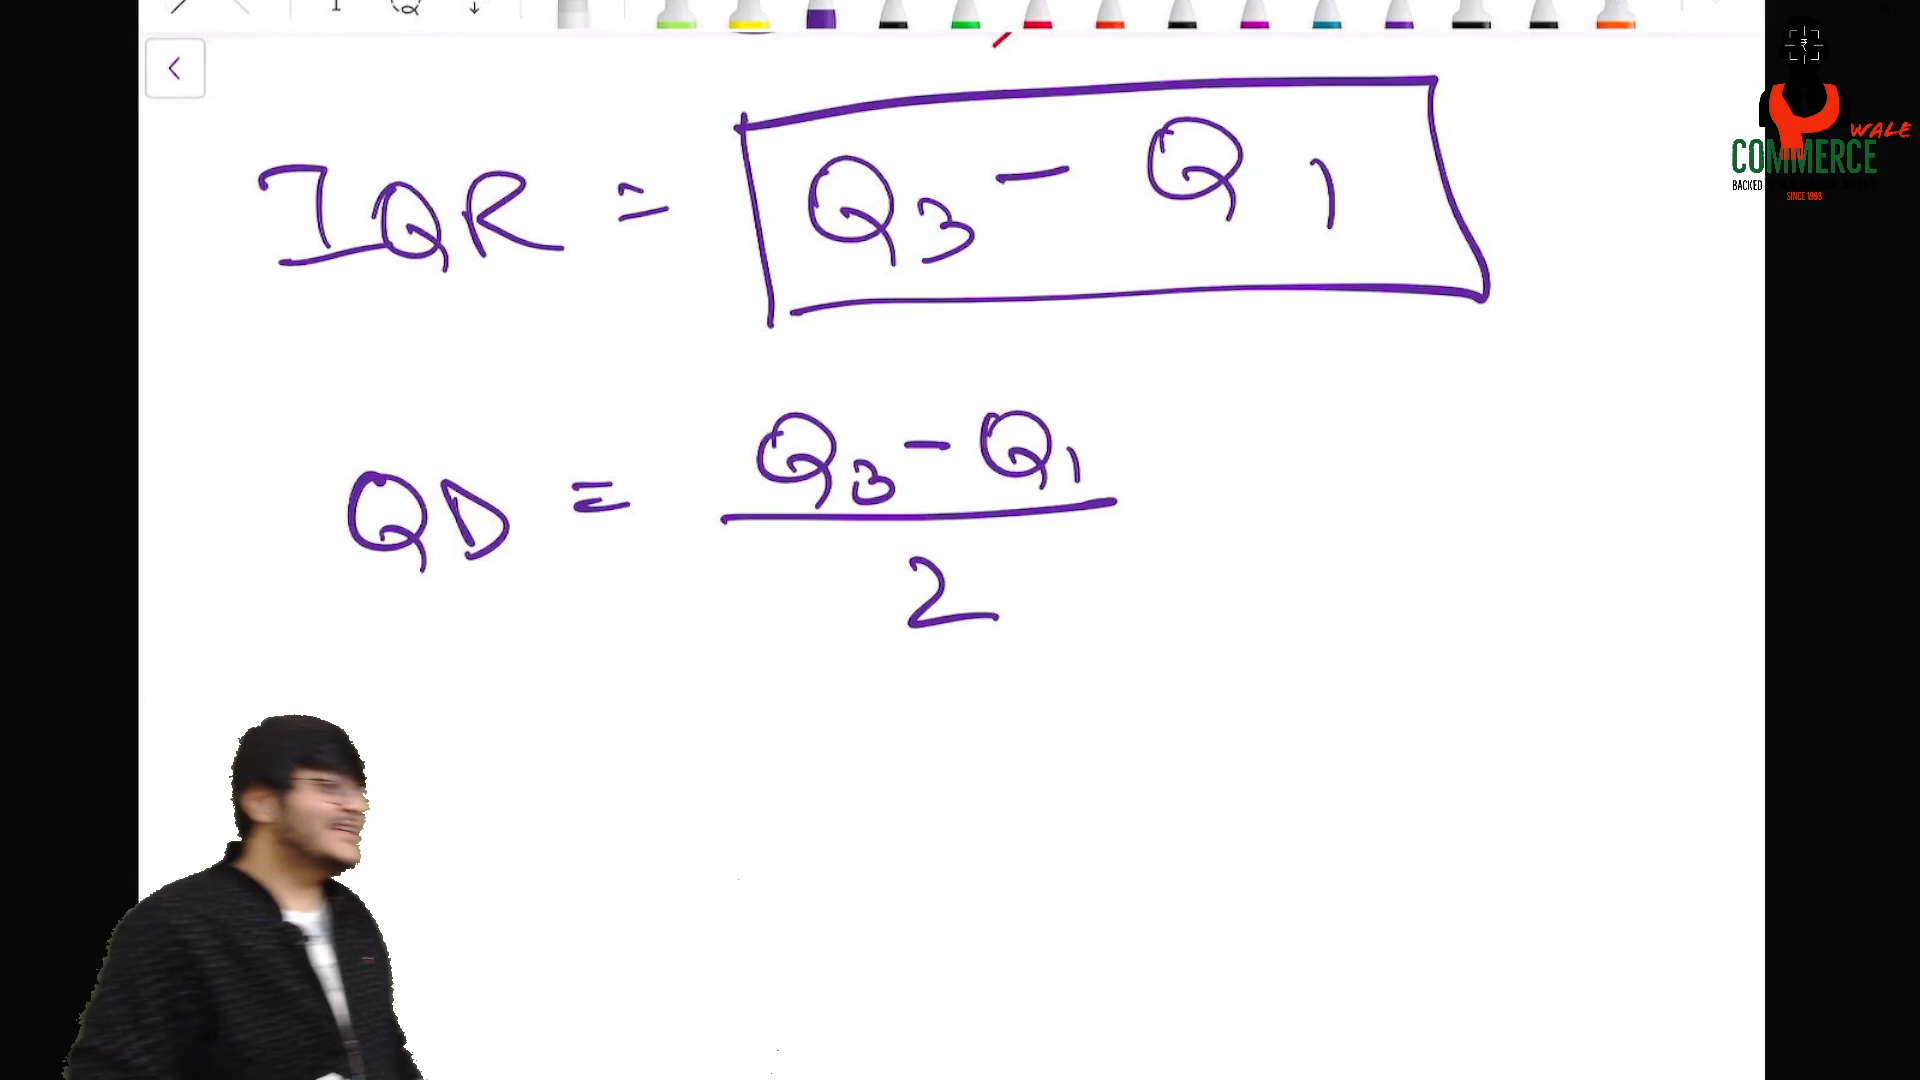 IQR = Q3 - Q1
QD = Q3 - Q1
2
WALE
COMMERCE
BACKED
SINCE 1993